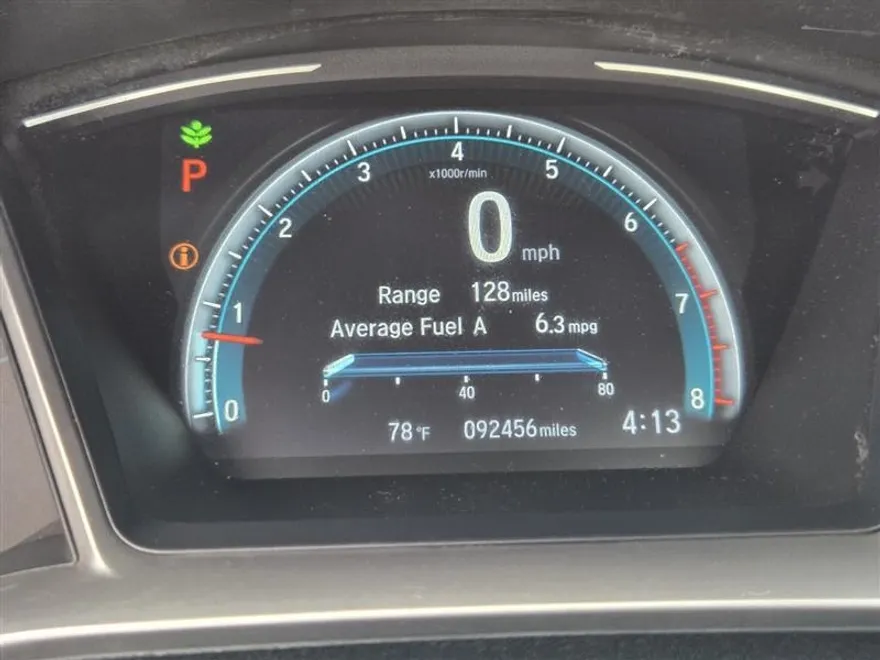 P
i
0
1
2
3
4
5
6
7
8
x1000r/min
0 mph
Range 128 miles
Average Fuel A 6.3 mpg
0 40 80
78 °F 092456 miles 4:13